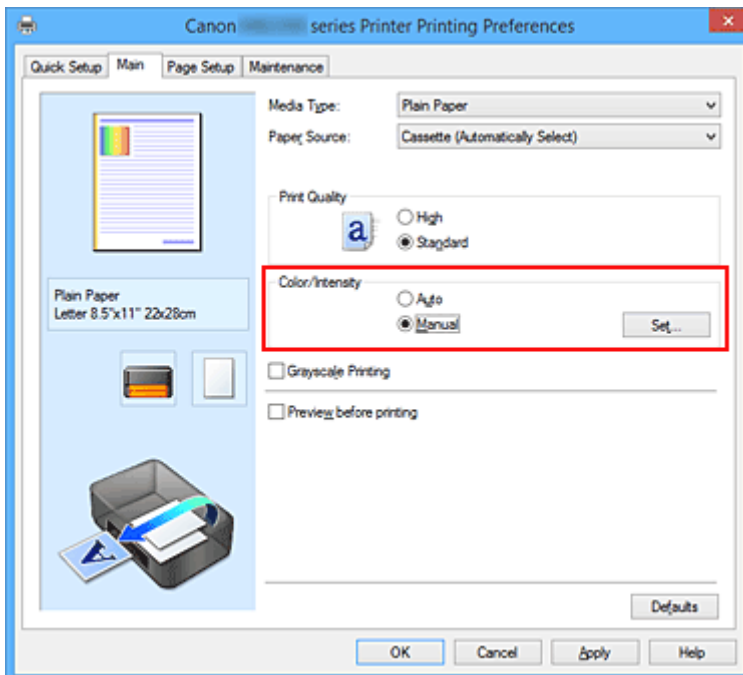 Canon series Printer Printing Preferences
Quick Setup Main Page Setup Maintenance
Media Type: Plain Paper
Paper Source: Cassette (Automatically Select)
Print Quality
a
High
Standard
Color/Intensity
Auto
Manual Set...
Plain Paper
Letter 8.5"x11" 22x28cm
Grayscale Printing
Preview before printing
A
Defaults
OK Cancel Apply Help